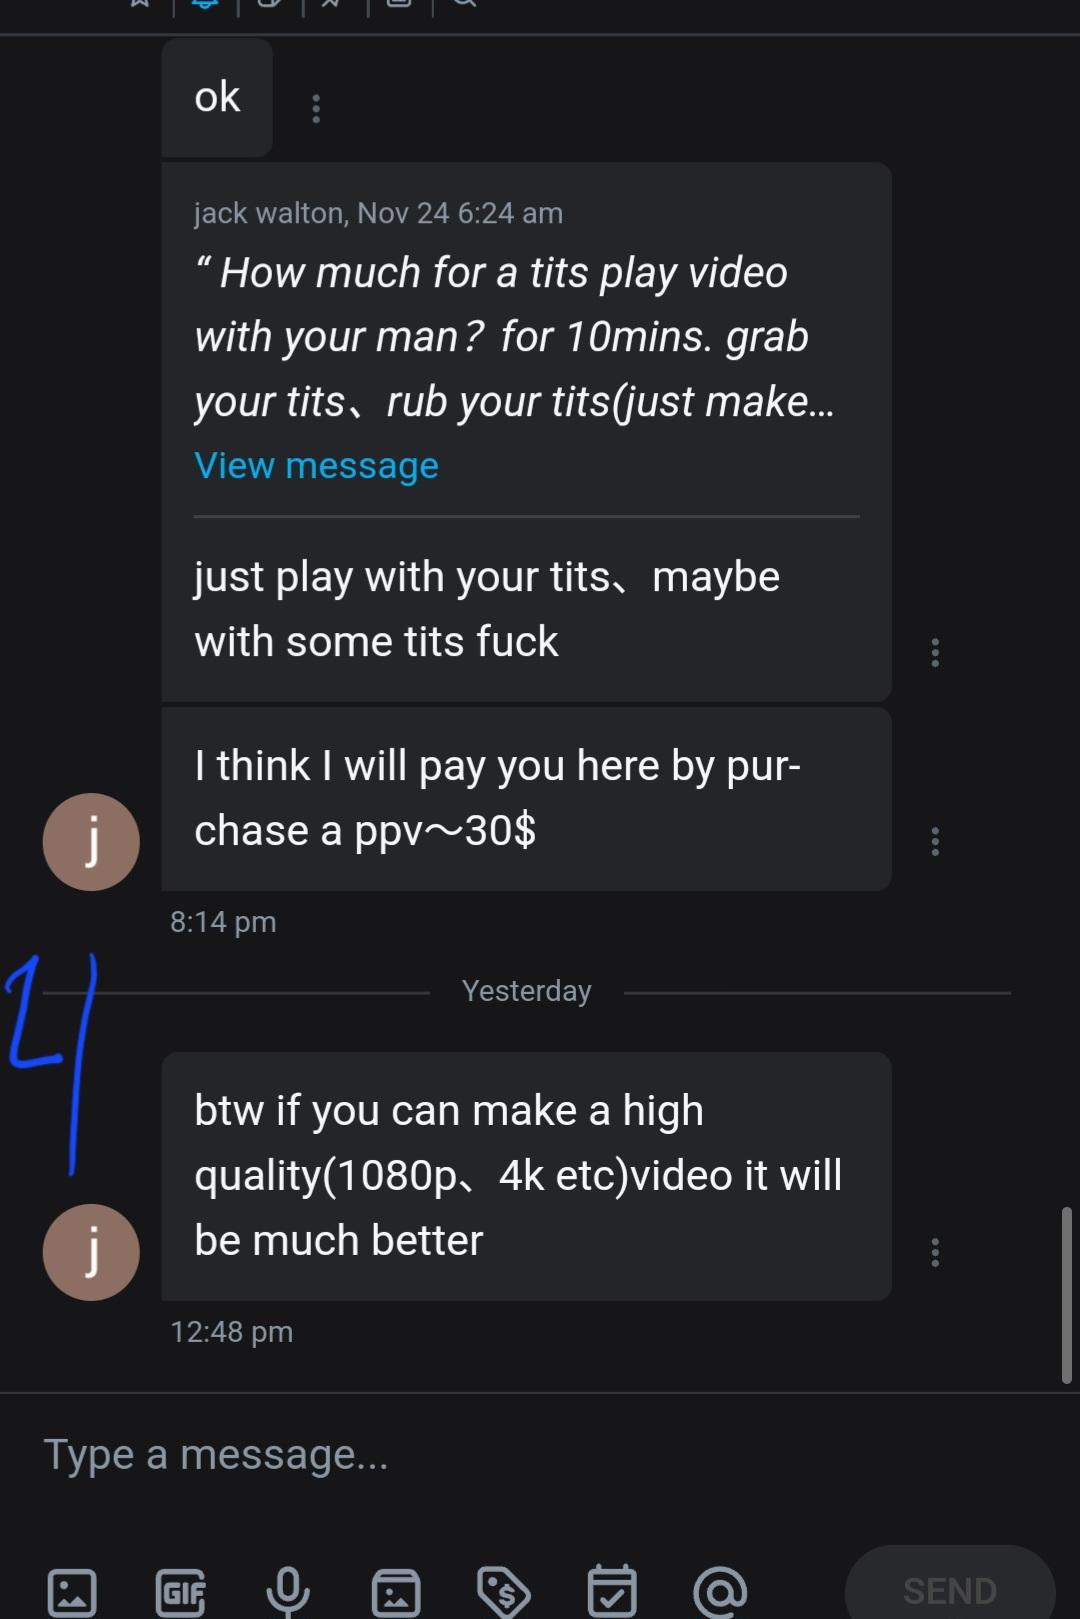 ok
jack walton, Nov 24 6:24 am
“ How much for a tits play video
with your man？ for 10mins. grab
your tits、rub your tits(just make...
View message
just play with your tits、maybe
with some tits fuck
I think I will pay you here by pur-
chase a ppv〜30$
j
8:14 pm
Yesterday
btw if you can make a high
quality(1080p、4k etc)video it will
be much better
j
12:48 pm
Type a message...
GIF
SEND